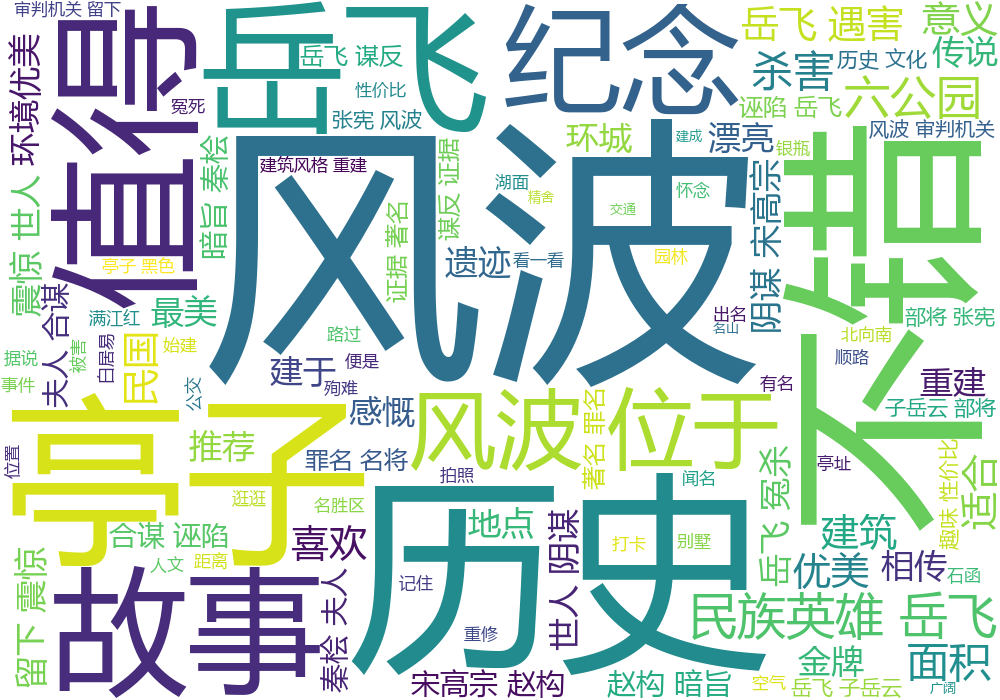 审判机关 留下
值得
岳飞
岳飞 谋反
纪念
岳飞 遇害
意义
传说
杀害
历史 文化
环境优美
冤死
性价比
张宪 风波
诬陷 岳飞
六公园
风波 审判机关
环城
漂亮
建成
银瓶
不错
震惊 世人
暗旨 秦桧
建筑风格 重建
风波
谋反 证据
湖面
精舍
怀念
交通
证据 著名
遗迹
看一看
园林
阴谋 宋高宗
亭子 黑色
夫人 合谋
满江红
最美
出名
名山
部将 张宪
北向南
路过
据说
被害
白居易
民国
始建
建于
便是
顺路
事件
公交
殉难
有名
重建
亭子
感慨
风波 位于
子岳云 部将
推荐
罪名 名将
著名 罪名
岳飞 冤杀
亭址
趣味 性价比
适合
位置
拍照
闻名
逛逛
名胜区
历史
合谋 诬陷
喜欢
地点
世人 阴谋
建筑
留下 震惊
人文
距离
打卡
别墅
优美
相传
石函
故事
秦桧 夫人
记住
民族英雄 岳飞
重修
金牌
面积
宋高宗 赵构
赵构 暗旨
空气
岳飞 子岳云
广阔